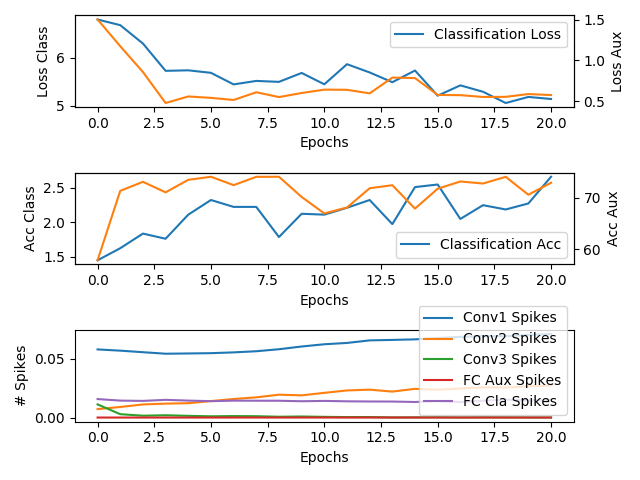 Classification Loss
Loss Class
Loss Aux
6
5
1.5
1.0
0.5
0.0 2.5 5.0 7.5 10.0 12.5 15.0 17.5 20.0
Epochs
Acc Class
Acc Aux
2.5
2.0
1.5
70
60
Classification Acc
0.0 2.5 5.0 7.5 10.0 12.5 15.0 17.5 20.0
Epochs
# Spikes
0.05
0.00
Conv1 Spikes
Conv2 Spikes
Conv3 Spikes
FC Aux Spikes
FC Cla Spikes
0.0 2.5 5.0 7.5 10.0 12.5 15.0 17.5 20.0
Epochs